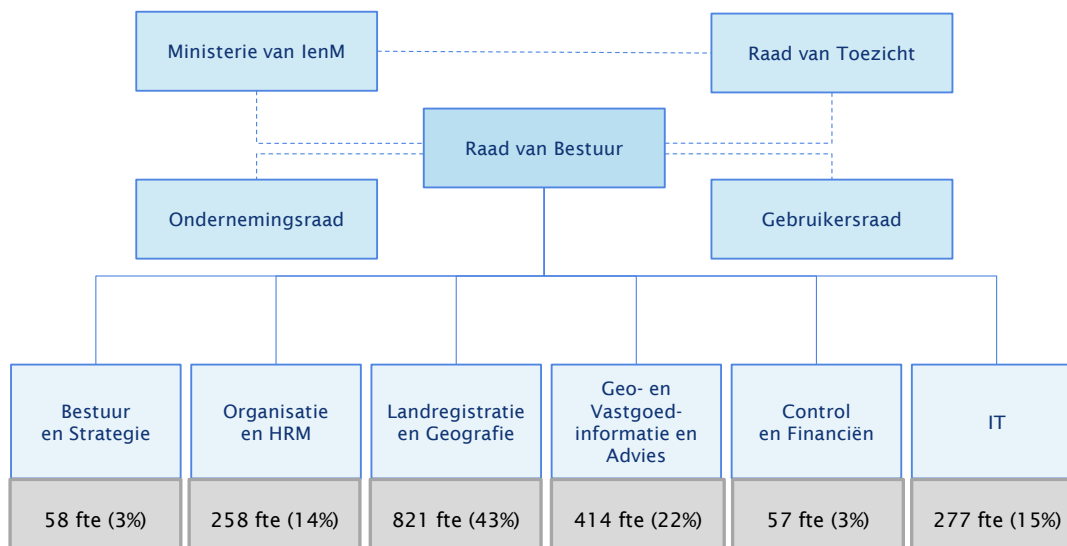 Ministerie van IenM
Raad van Toezicht
Raad van Bestuur
Ondernemingsraad
Gebruikersraad
Bestuur
en Strategie
Organisatie
en HRM
Landregistratie
en Geografie
Geo- en
Vastgoed-
informatie en
Advies
Control
en Financiën
IT
58 fte (3%)
258 fte (14%)
821 fte (43%)
414 fte (22%)
57 fte (3%)
277 fte (15%)